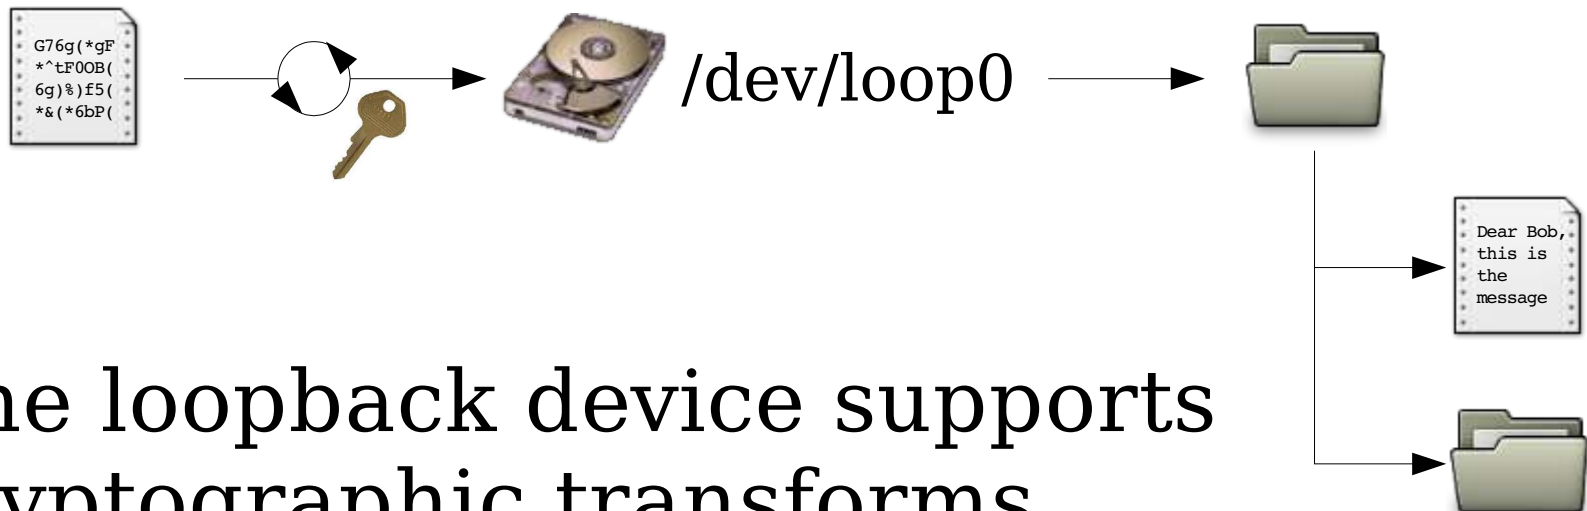 G76g(*gF
*^tF0OB(
6g)%)f5(
*&(*6bP(
/dev/loop0
Dear Bob,
this is
the
message
he loopback device supports
yptographic transforms